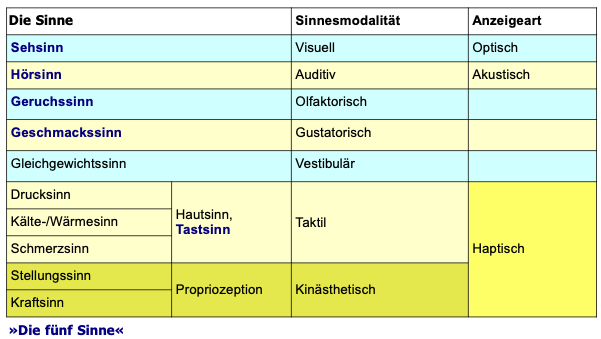 Die Sinne Sinnesmodalität Anzeigeart
Sehsinn Visuell Optisch
Hörsinn Auditiv Akustisch
Geruchssinn Olfaktorisch
Geschmackssinn Gustatorisch
Gleichgewichtssinn Vestibulär
Drucksinn
Kälte-/Wärmesinn
Schmerzsinn
Hautsinn,
Tastsinn
Taktil
Haptisch
Stellungssinn
Kraftsinn
Propriozeption
Kinästhetisch
»Die fünf Sinne«